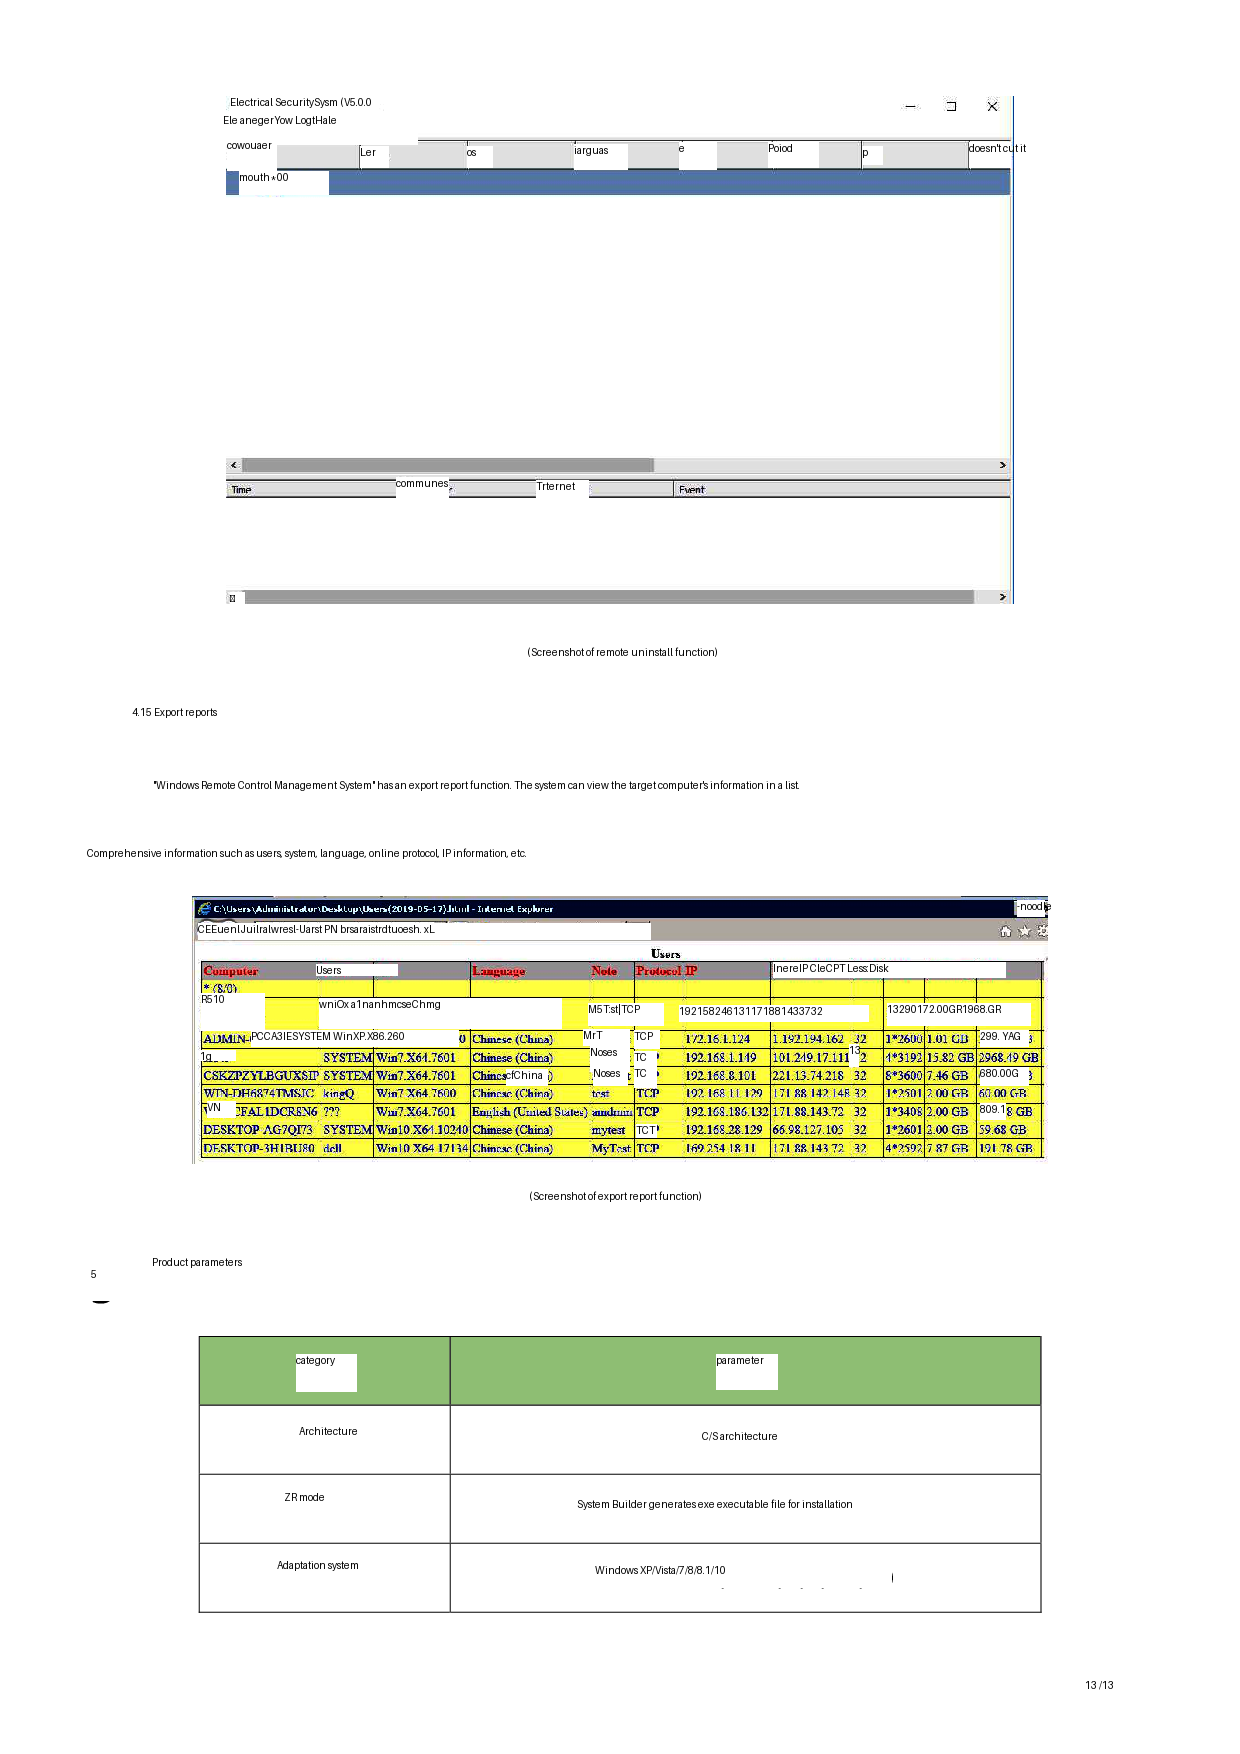 Electrical SecuritySysm (V5.0.0
Ele anegerYow LogtHale
cowouaer Ler os iarguas e Poiod p doesn't cut it
mouth*00
Time communes Trternet Event
(Screenshot of remote uninstall function)
4.15 Export reports
"Windows Remote Control Management System" has an export report function. The system can view the target computer's information in a list.
Comprehensive information such as users, system, language, online protocol, IP information, etc.
C:\Users\Administrator\Desktop\Users(2019-05-17).html - Internet Explorer -noodle
CEEuenIJuilralwresl-Uarst PN brsaraistrdtuoesh. xL
Users
Computer Users Language Note Protocol IP InereIP CleCPT Less:Disk
* (8/0)
R510 wniOx a1nanhmcseChmg M5T:st|TCP 192158246131171881433732 13290172.00GR1968.GR
ADMIN- PCCA3IESYSTEM WinXP.X86.260 0 Chinese (China) MrT TCP 172.16.1.124 1.192.194.162 32 1*2600 1.01 GB 299. YAG
1g SYSTEM Win7.X64.7601 Chinese (China) Noses TC 192.168.1.149 101.249.17.111 13 2 4*3192 15.82 GB 2968.49 GB
CSKZPZYLBGUXSIP SYSTEM Win7.X64.7601 Chines cfChina ) Noses TC 192.168.8.101 221.13.74.218 32 8*3600 7.46 GB 680.00G
WIN-DH6874TMSJC kingQ Win7.X64.7600 Chinese (China) test TCP 192.168.11.129 171.88.142.148 32 1*2501 2.00 GB 60.00 GB
VN FAL1DCR8N6 ??? Win7.X64.7601 English (United States) anndmin TCP 192.168.186.132 171.88.143.72 32 1*3408 2.00 GB 809.1 8 GB
DESKTOP-AG7QI73 SYSTEM Win10.X64.10240 Chinese (China) mytest TCT 192.168.28.129 66.98.127.105 32 1*2601 2.00 GB 59.68 GB
DESKTOP-3H1BU80 dell Win10.X64.17134 Chinese (China) MyTest TCP 169.254.18.11 171.88.143.72 32 4*2592 7.87 GB 191.78 GB
(Screenshot of export report function)
5 Product parameters
category parameter
Architecture C/S architecture
ZR mode System Builder generates exe executable file for installation
Adaptation system Windows XP/Vista/7/8/8.1/10
13 /13